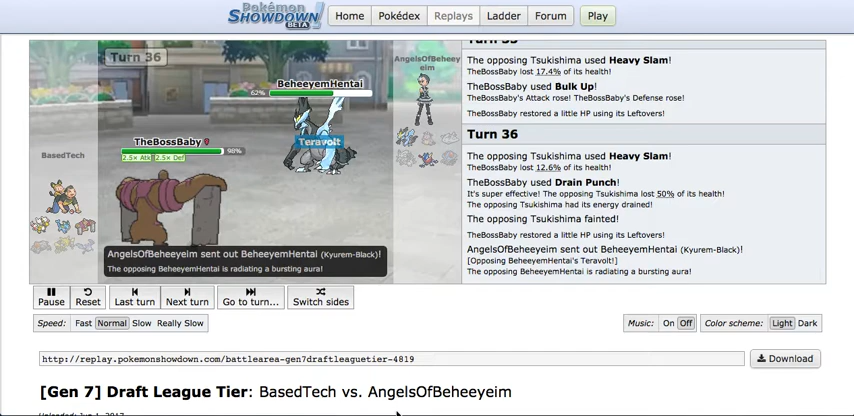 Pokémon
SHOWDOWN!
BETA
Home
Pokédex
Replays
Ladder
Forum
Play
Turn 36
BasedTech
AngelsOfBeheey
eim
BeheeyemHentai
62%
Teravolt
TheBossBaby
98%
2.5× Atk 2.5× Def
AngelsOfBeheeyeim sent out BeheeyemHentai (Kyurem-Black)!
The opposing BeheeyemHentai is radiating a bursting aura!
Turn 35
The opposing Tsukishima used Heavy Slam!
TheBossBaby lost 17.4% of its health!
TheBossBaby used Bulk Up!
TheBossBaby's Attack rose! TheBossBaby's Defense rose!
TheBossBaby restored a little HP using its Leftovers!
Turn 36
The opposing Tsukishima used Heavy Slam!
TheBossBaby lost 12.6% of its health!
TheBossBaby used Drain Punch!
It's super effective! The opposing Tsukishima lost 50% of its health!
The opposing Tsukishima had its energy drained!
The opposing Tsukishima fainted!
TheBossBaby restored a little HP using its Leftovers!
AngelsOfBeheeyeim sent out BeheeyemHentai (Kyurem-Black)!
[Opposing BeheeyemHentai's Teravolt!]
The opposing BeheeyemHentai is radiating a bursting aura!
Pause
Reset
Last turn
Next turn
Go to turn...
Switch sides
Speed: Fast Normal Slow Really Slow
Music: On Off
Color scheme: Light Dark
http://replay.pokemonshowdown.com/battlearea-gen7draftleaguetier-4819
Download
[Gen 7] Draft League Tier: BasedTech vs. AngelsOfBeheeyeim